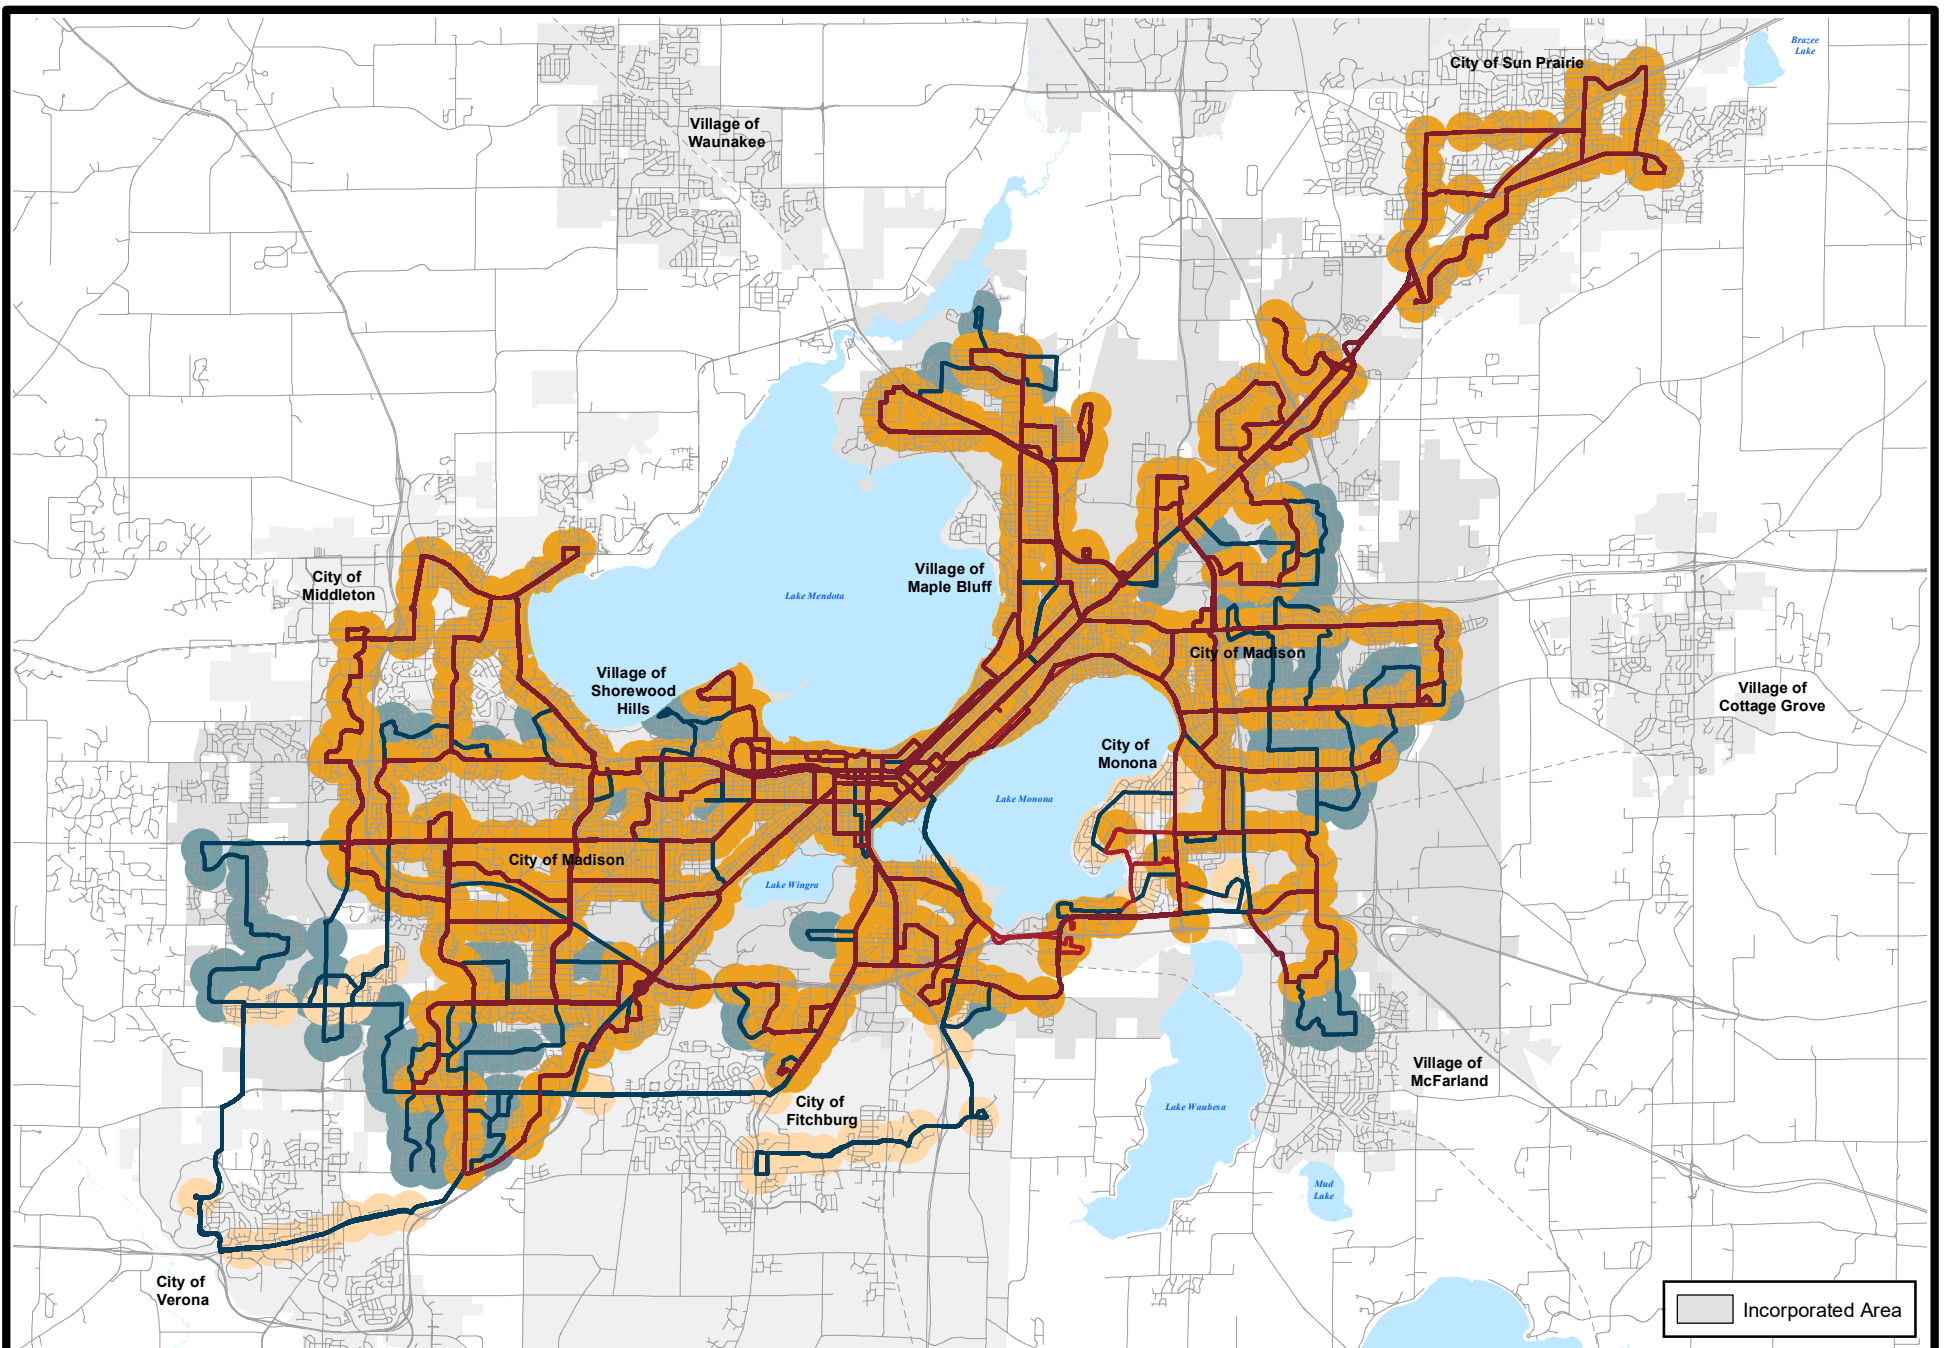 Brazee
Lake
City of Sun Prairie
Village of
Waunakee
City of
Middleton
Village of
Maple Bluff
Lake Mendota
City of Madison
Village of
Shorewood
Hills
Village of
Cottage Grove
City of
Monona
Lake Monona
City of Madison
Lake Wingra
Village of
McFarland
City of
Fitchburg
Lake Waubesa
Mud
Lake
City of
Verona
Incorporated Area